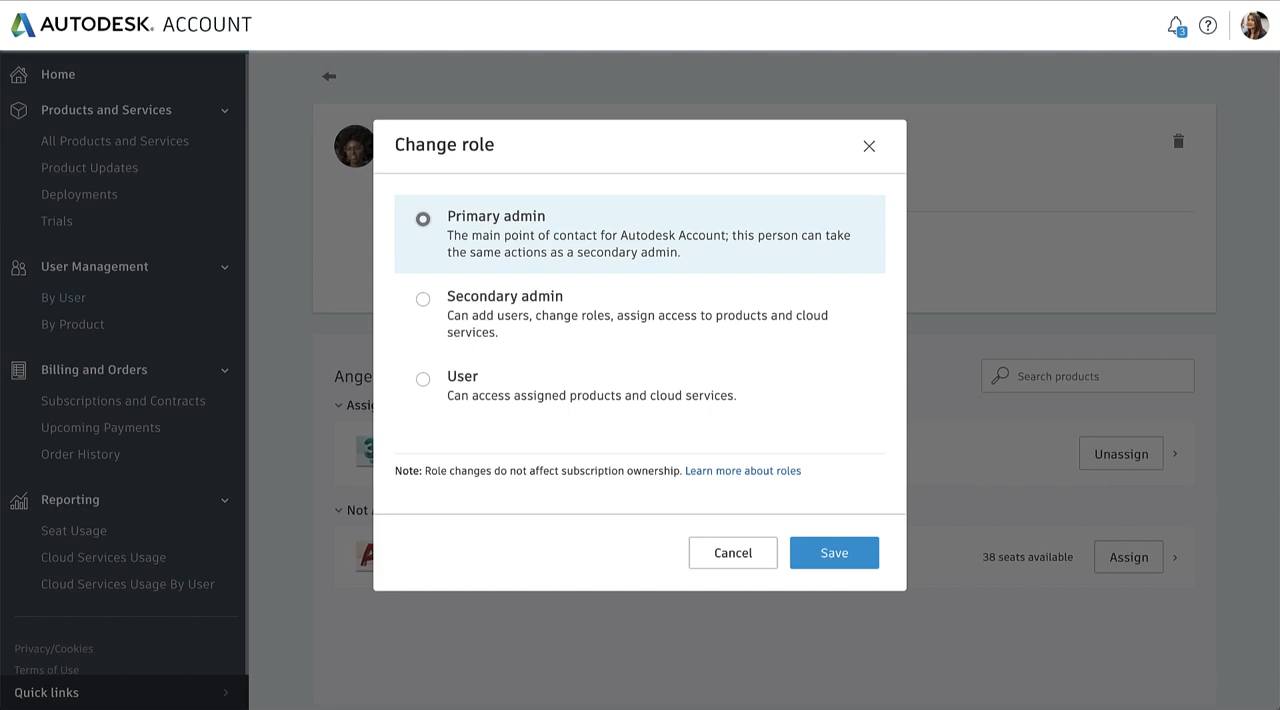 AUTODESK. ACCOUNT
3
Home
Products and Services
All Products and Services
Product Updates
Deployments
Trials
User Management
By User
By Product
Billing and Orders
Subscriptions and Contracts
Upcoming Payments
Order History
Reporting
Seat Usage
Cloud Services Usage
Cloud Services Usage By User
Privacy/Cookies
Terms of Use
Quick links
Change role
Primary admin
The main point of contact for Autodesk Account; this person can take
the same actions as a secondary admin.
Secondary admin
Can add users, change roles, assign access to products and cloud
services.
User
Can access assigned products and cloud services.
Note: Role changes do not affect subscription ownership. Learn more about roles
Cancel
Save
Search products
Unassign
Not
38 seats available
Assign